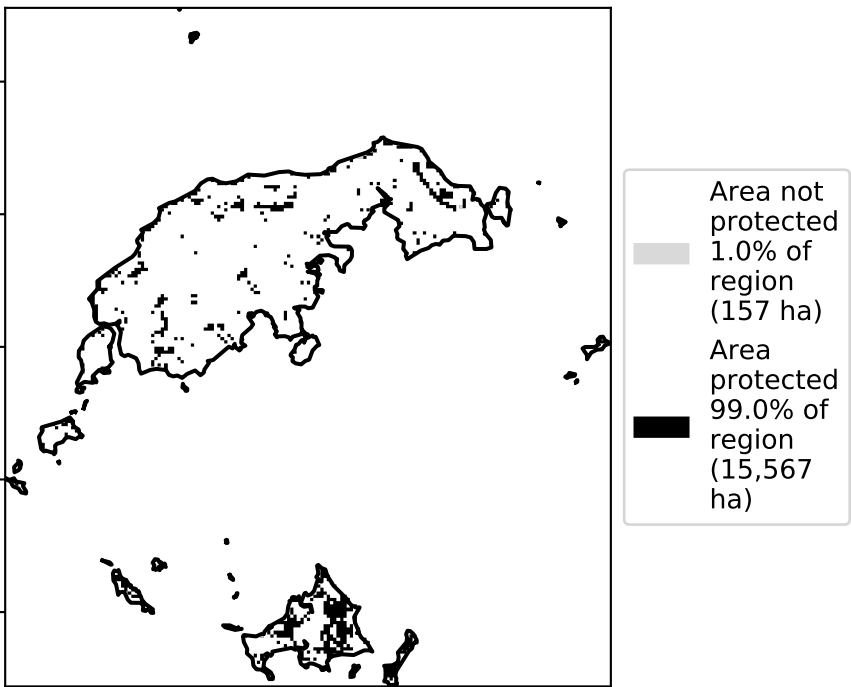 Area not
protected
1.0% of
region
(157 ha)
Area
protected
99.0% of
region
(15,567
ha)